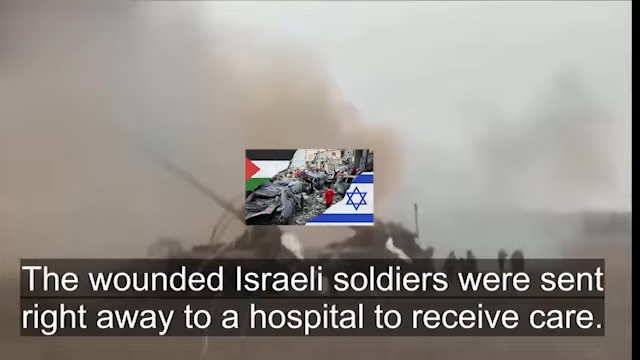 The wounded Israeli soldiers were sent
right away to a hospital to receive care.